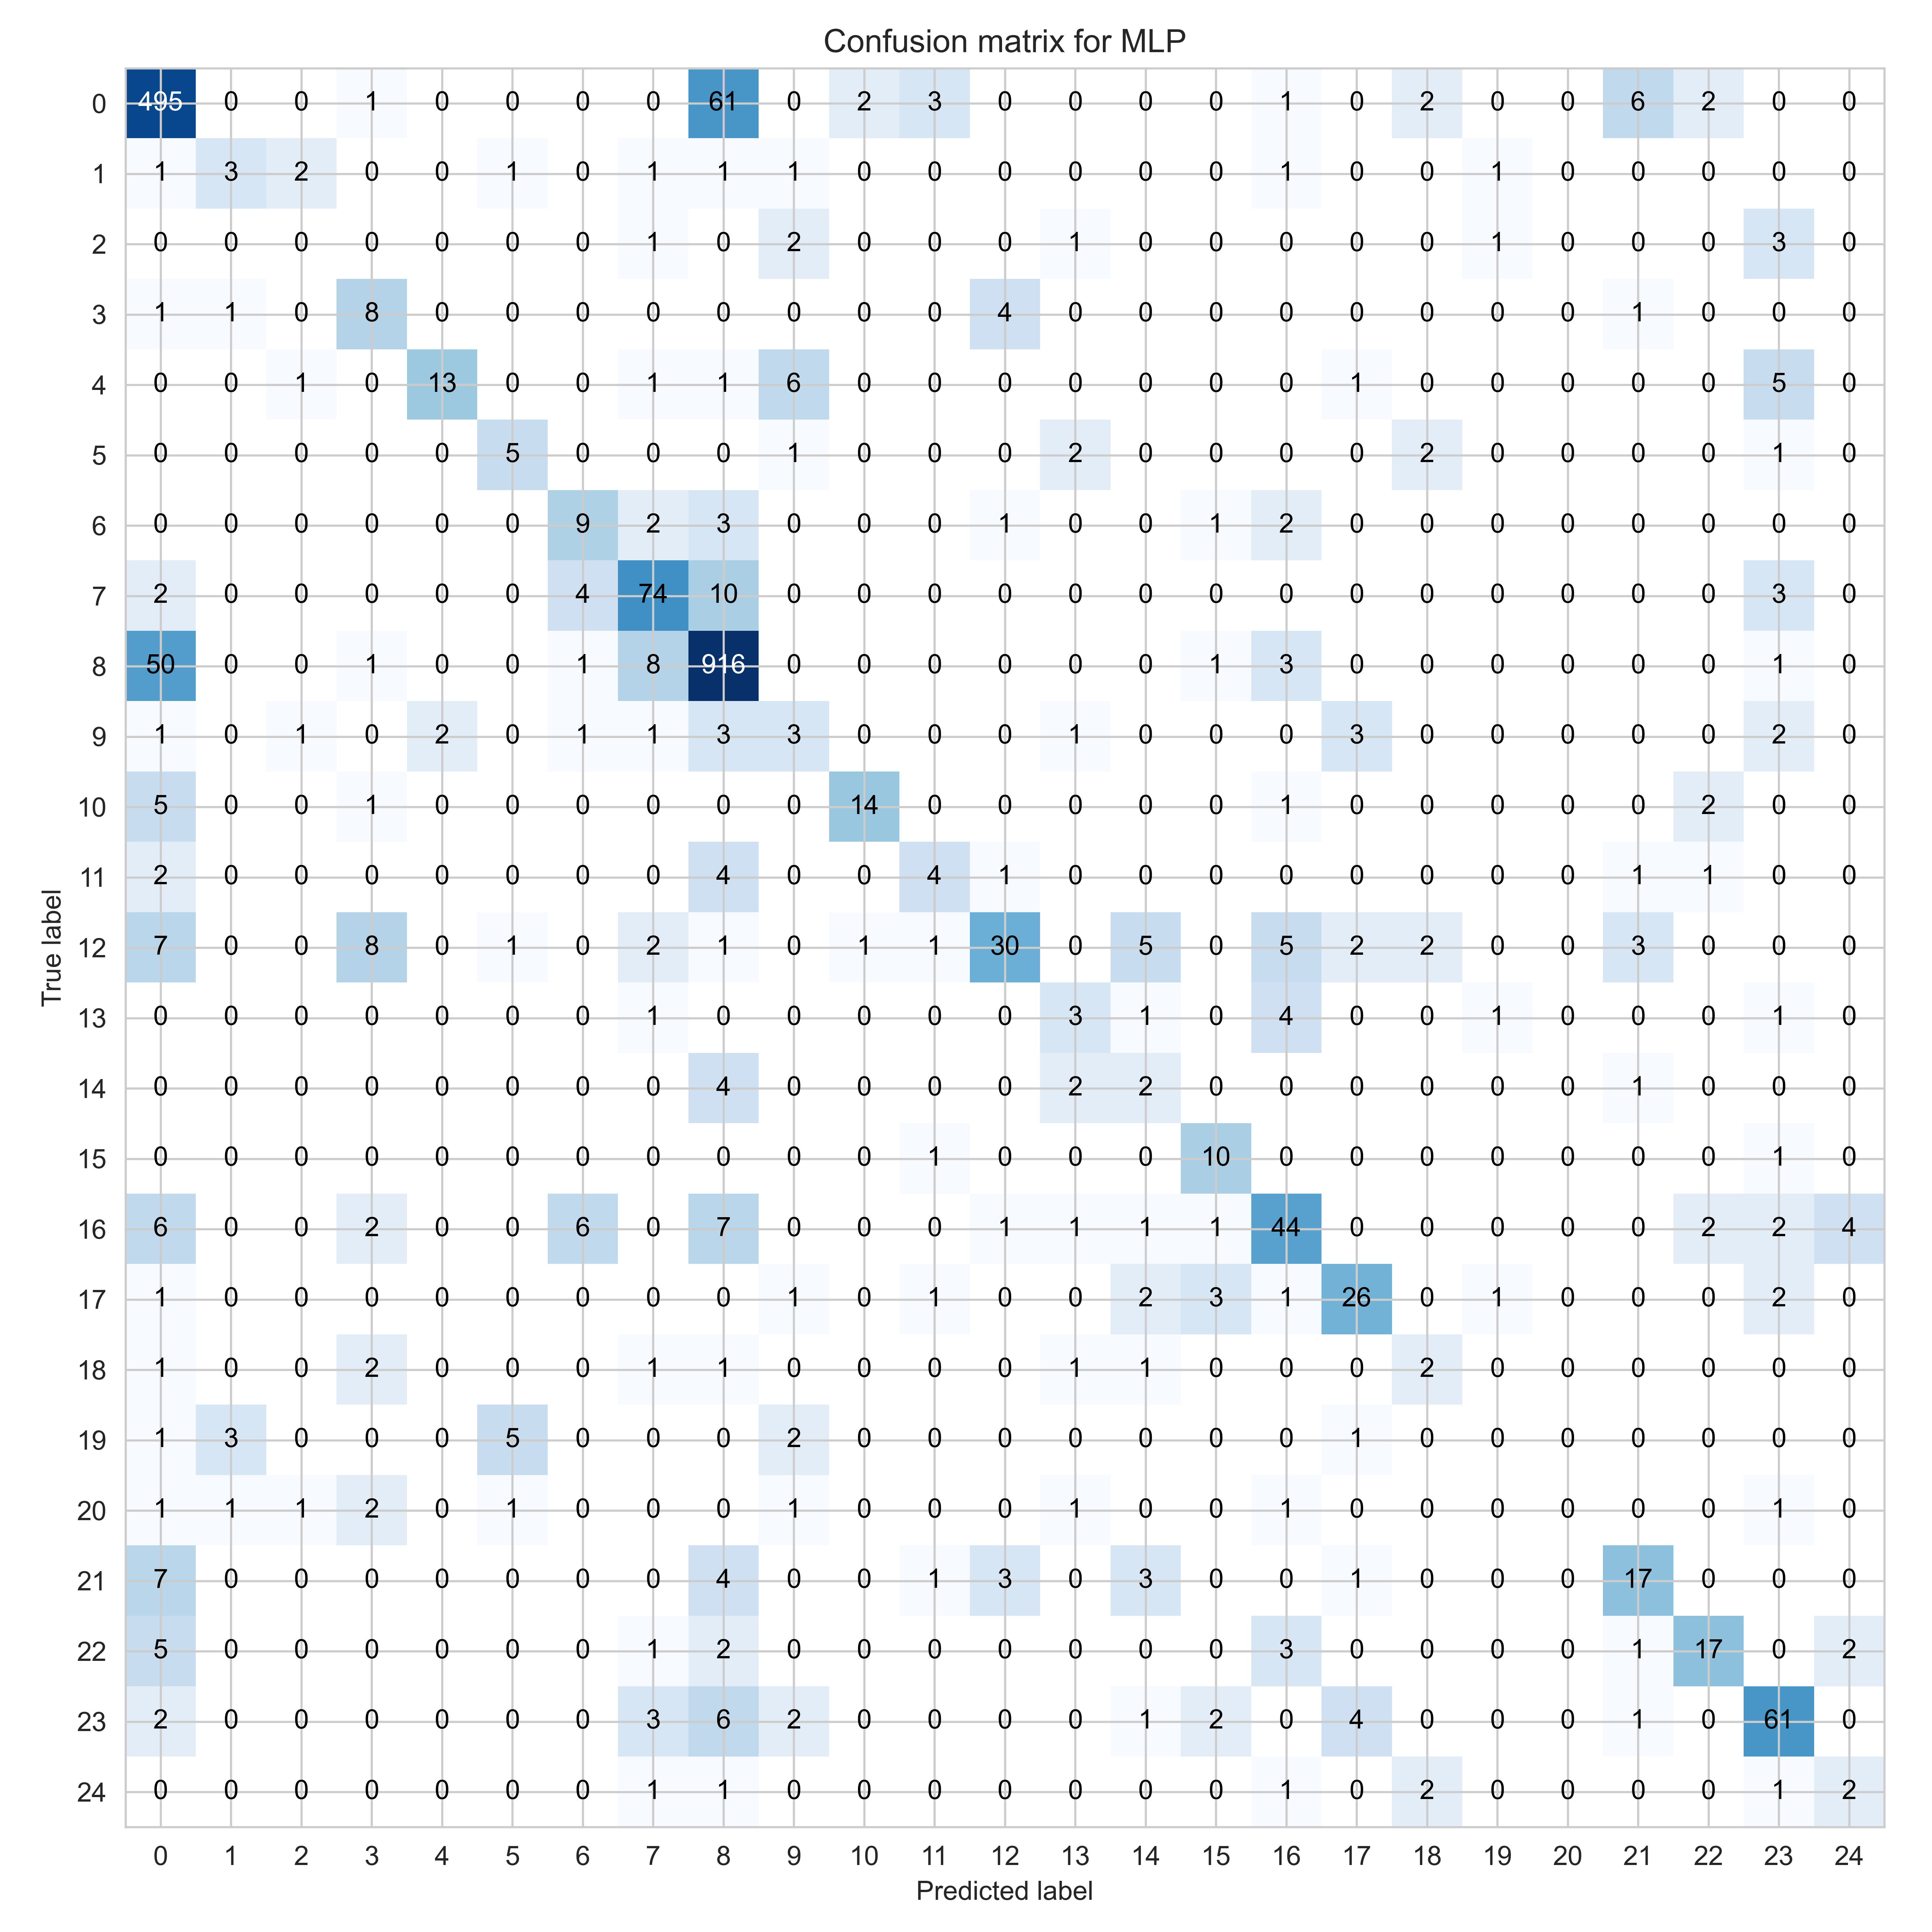 Confusion matrix for MLP
0 495 0 0 1 0 0 0 0 61 0 2 3 0 0 0 0 1 0 2 0 0 6 2 0 0
1 1 3 2 0 0 1 0 1 1 1 0 0 0 0 0 0 1 0 0 1 0 0 0 0 0
2 0 0 0 0 0 0 0 1 0 2 0 0 0 1 0 0 0 0 0 1 0 0 0 3 0
3 1 1 0 8 0 0 0 0 0 0 0 0 4 0 0 0 0 0 0 0 0 1 0 0 0
4 0 0 1 0 13 0 0 1 1 6 0 0 0 0 0 0 0 1 0 0 0 0 0 5 0
5 0 0 0 0 0 5 0 0 0 1 0 0 0 2 0 0 0 0 2 0 0 0 0 1 0
6 0 0 0 0 0 0 9 2 3 0 0 0 1 0 0 1 2 0 0 0 0 0 0 0 0
7 2 0 0 0 0 0 4 74 10 0 0 0 0 0 0 0 0 0 0 0 0 0 0 3 0
8 50 0 0 1 0 0 1 8 916 0 0 0 0 0 0 1 3 0 0 0 0 0 0 1 0
9 1 0 1 0 2 0 1 1 3 3 0 0 0 1 0 0 0 3 0 0 0 0 0 2 0
10 5 0 0 1 0 0 0 0 0 0 14 0 0 0 0 0 1 0 0 0 0 0 2 0 0
11 2 0 0 0 0 0 0 0 4 0 0 4 1 0 0 0 0 0 0 0 0 1 1 0 0
12 7 0 0 8 0 1 0 2 1 0 1 1 30 0 5 0 5 2 2 0 0 3 0 0 0
13 0 0 0 0 0 0 0 1 0 0 0 0 0 3 1 0 4 0 0 1 0 0 0 1 0
14 0 0 0 0 0 0 0 0 4 0 0 0 0 2 2 0 0 0 0 0 0 1 0 0 0
15 0 0 0 0 0 0 0 0 0 0 0 1 0 0 0 10 0 0 0 0 0 0 0 1 0
16 6 0 0 2 0 0 6 0 7 0 0 0 1 1 1 1 44 0 0 0 0 0 2 2 4
17 1 0 0 0 0 0 0 0 0 1 0 1 0 0 2 3 1 26 0 1 0 0 0 2 0
18 1 0 0 2 0 0 0 1 1 0 0 0 0 1 1 0 0 0 2 0 0 0 0 0 0
19 1 3 0 0 0 5 0 0 0 2 0 0 0 0 0 0 0 1 0 0 0 0 0 0 0
20 1 1 1 2 0 1 0 0 0 1 0 0 0 1 0 0 1 0 0 0 0 0 0 1 0
21 7 0 0 0 0 0 0 0 4 0 0 1 3 0 3 0 0 1 0 0 0 17 0 0 0
22 5 0 0 0 0 0 0 1 2 0 0 0 0 0 0 0 3 0 0 0 0 1 17 0 2
23 2 0 0 0 0 0 0 3 6 2 0 0 0 0 1 2 0 4 0 0 0 1 0 61 0
24 0 0 0 0 0 0 0 1 1 0 0 0 0 0 0 0 1 0 2 0 0 0 0 1 2
0 1 2 3 4 5 6 7 8 9 10 11 12 13 14 15 16 17 18 19 20 21 22 23 24
True label
Predicted label